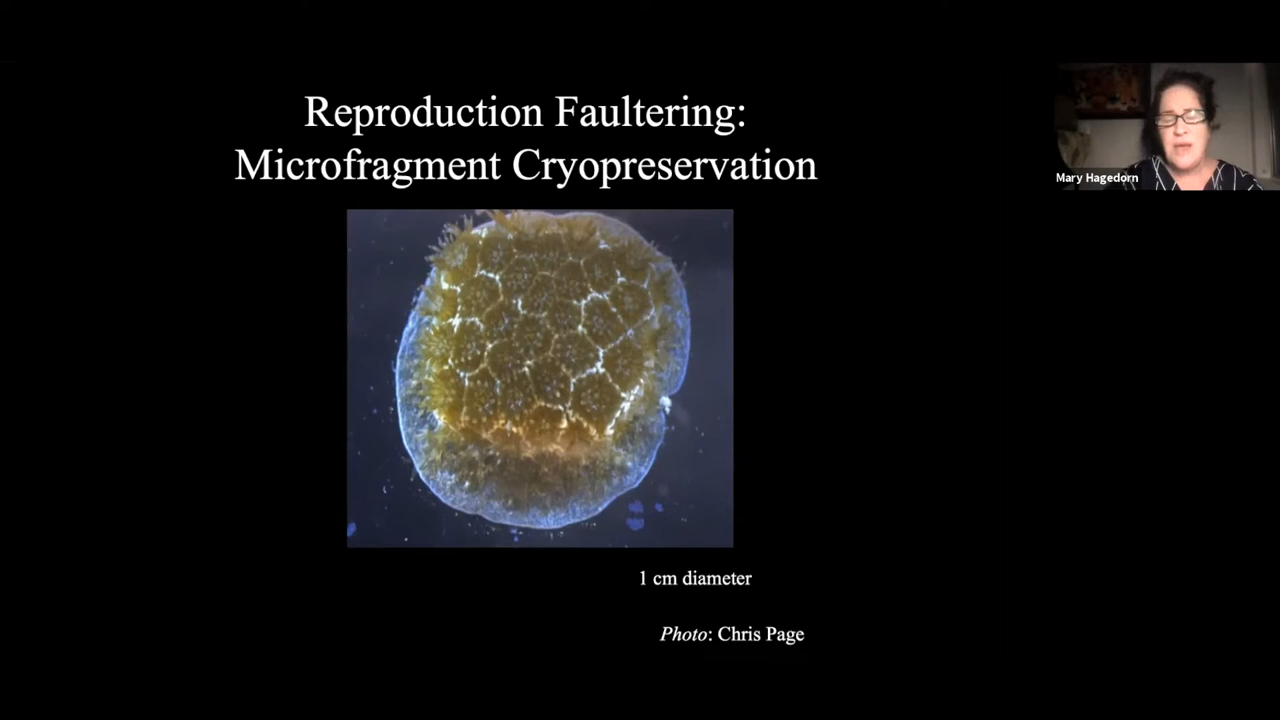 Reproduction Faultering:
Microfragment Cryopreservation
Mary Hagedorn
1 cm diameter
Photo: Chris Page